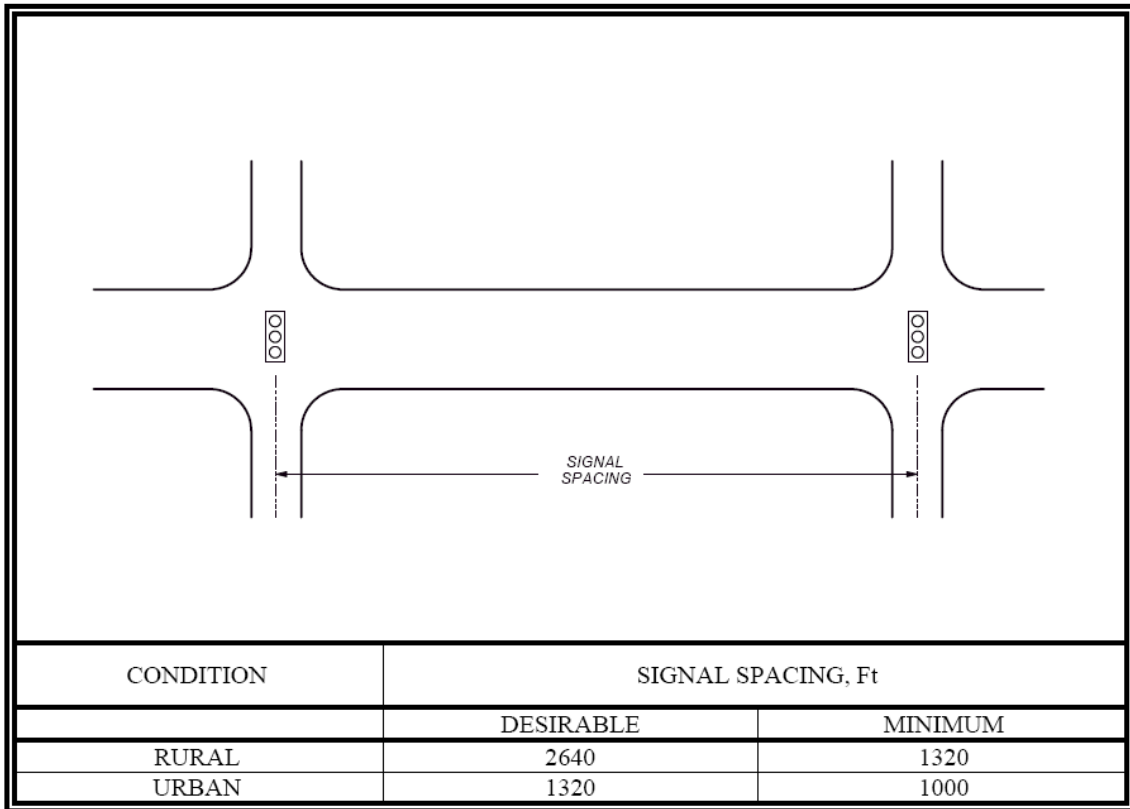 SIGNAL
SPACING
CONDITION SIGNAL SPACING, Ft
DESIRABLE MINIMUM
RURAL 2640 1320
URBAN 1320 1000